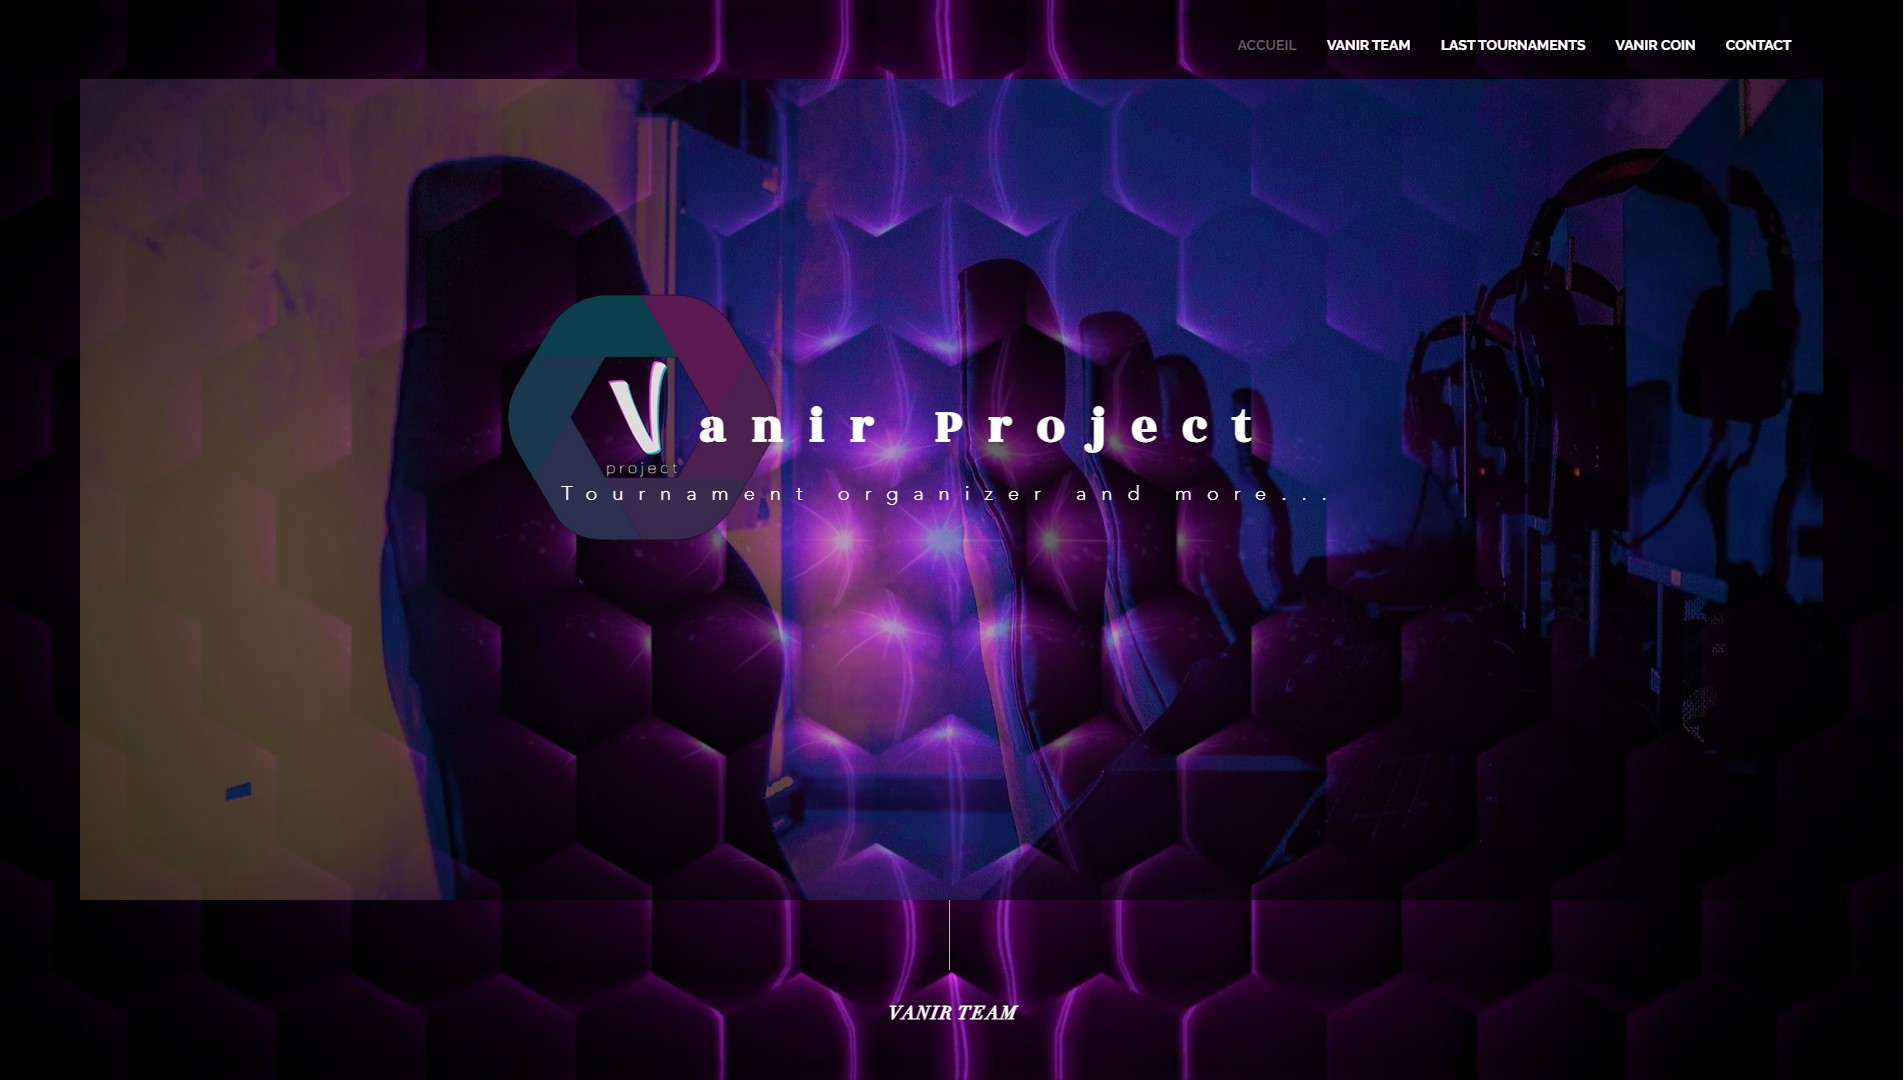 ACCUEIL VANIR TEAM LAST TOURNAMENTS VANIR COIN CONTACT
Vanir Project
project
Tournament organizer and more...
VANIR TEAM